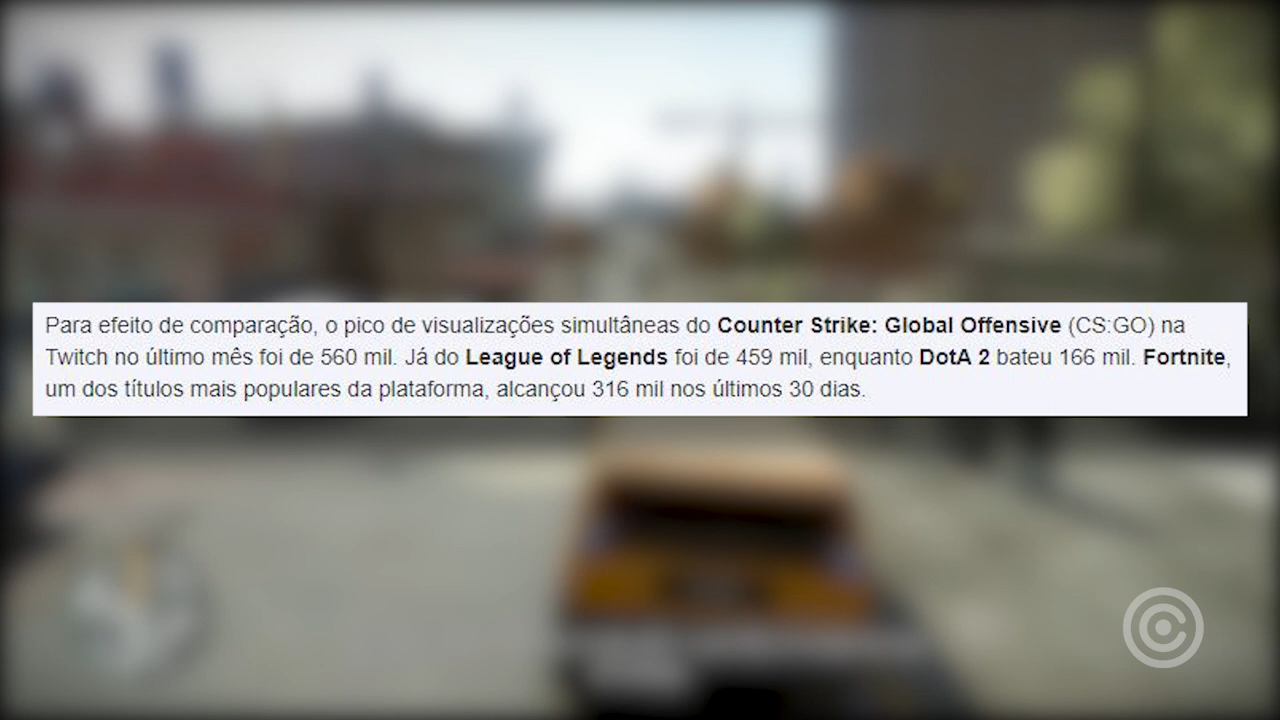 Para efeito de comparação, o pico de visualizações simultâneas do Counter Strike: Global Offensive (CS:GO) na
Twitch no último mês foi de 560 mil. Já do League of Legends foi de 459 mil, enquanto DotA 2 bateu 166 mil. Fortnite,
um dos títulos mais populares da plataforma, alcançou 316 mil nos últimos 30 dias.